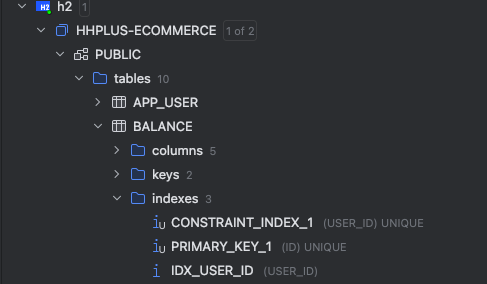 H2 h2 1
HHPLUS-ECOMMERCE 1 of 2
PUBLIC
tables 10
APP_USER
BALANCE
columns 5
keys 2
indexes 3
CONSTRAINT_INDEX_1 (USER_ID) UNIQUE
PRIMARY_KEY_1 (ID) UNIQUE
IDX_USER_ID (USER_ID)